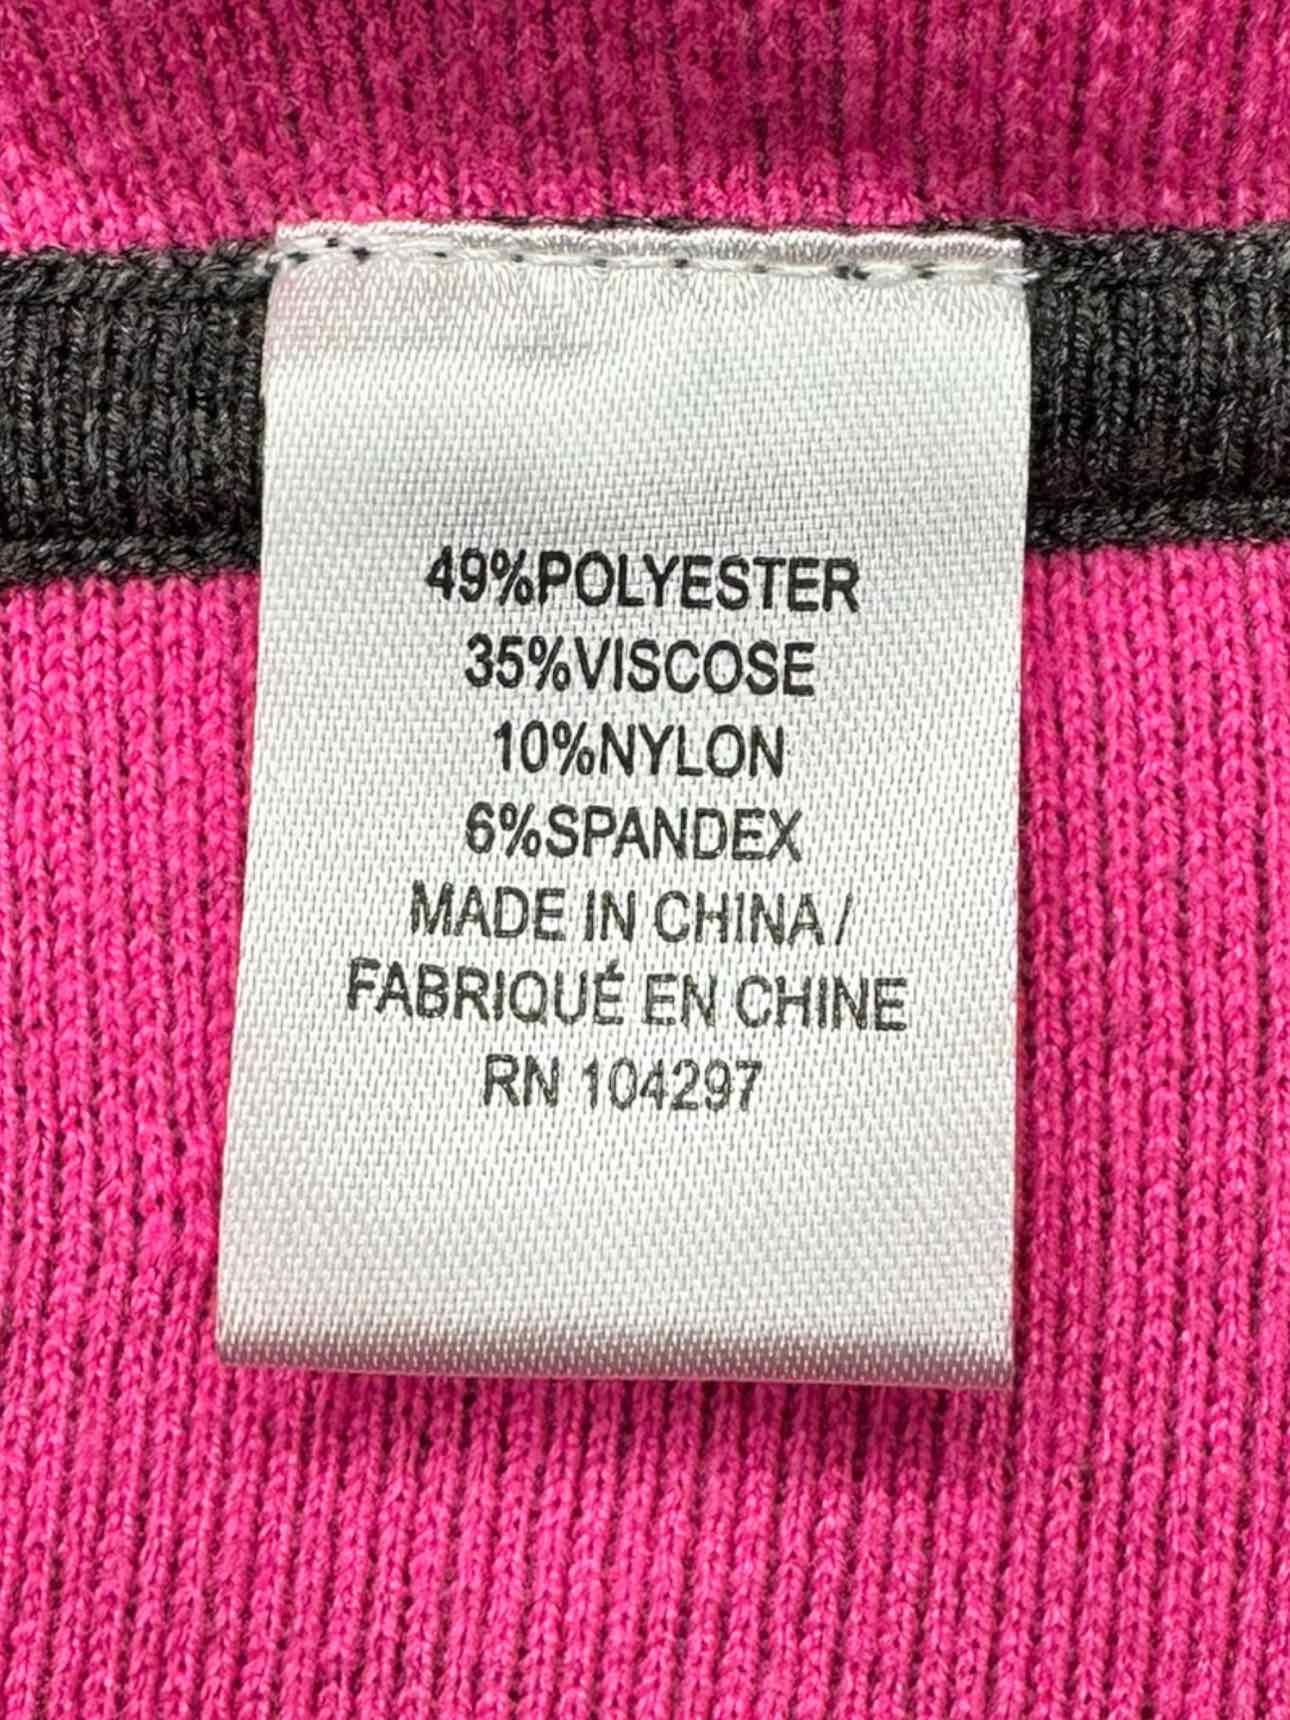 49%POLYESTER
35%VISCOSE
10%NYLON
6%SPANDEX
MADE IN CHINA/
FABRIQUÉ EN CHINE
RN 104297